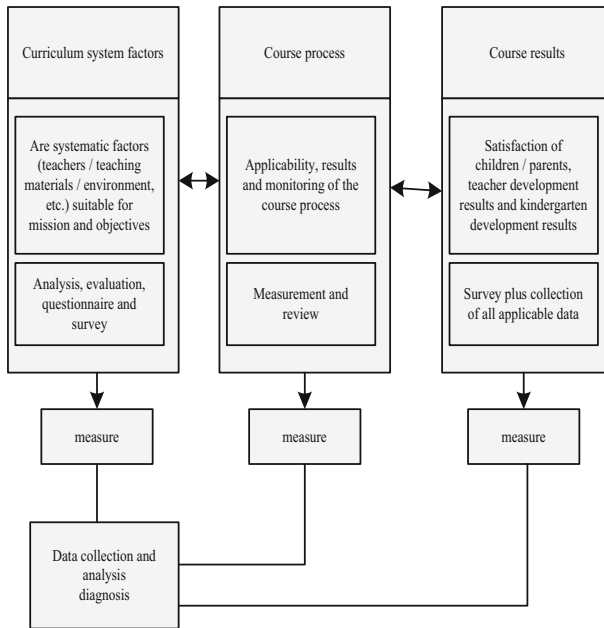 Curriculum system factors
Are systematic factors
(teachers / teaching
materials / environment,
etc.) suitable for
mission and objectives
Analysis, evaluation,
questionnaire and
survey
measure
Course process
Applicability, results
and monitoring of the
course process
Measurement and
review
measure
Course results
Satisfaction of
children / parents,
teacher development
results and kindergarten
development results
Survey plus collection
of all applicable data
measure
Data collection and
analysis
diagnosis